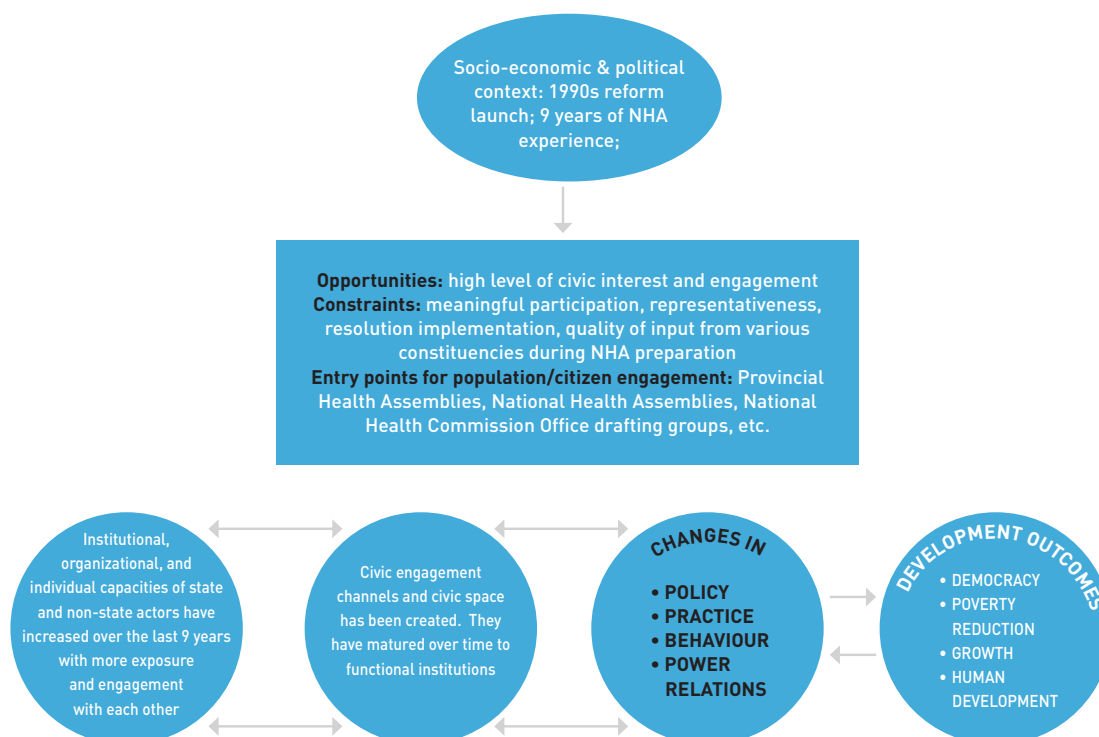 Socio-economic & political
context: 1990s reform
launch; 9 years of NHA
experience;
Opportunities: high level of civic interest and engagement
Constraints: meaningful participation, representativeness,
resolution implementation, quality of input from various
constituencies during NHA preparation
Entry points for population/citizen engagement: Provincial
Health Assemblies, National Health Assemblies, National
Health Commission Office drafting groups, etc.
Institutional,
organizational, and
individual capacities of state
and non-state actors have
increased over the last 9 years
with more exposure
and engagement
with each other
Civic engagement
channels and civic space
has been created. They
have matured over time to
functional institutions
CHANGES IN
• POLICY
• PRACTICE
• BEHAVIOUR
• POWER
RELATIONS
DEVELOPMENT OUTCOMES
• DEMOCRACY
• POVERTY
REDUCTION
• GROWTH
• HUMAN
DEVELOPMENT